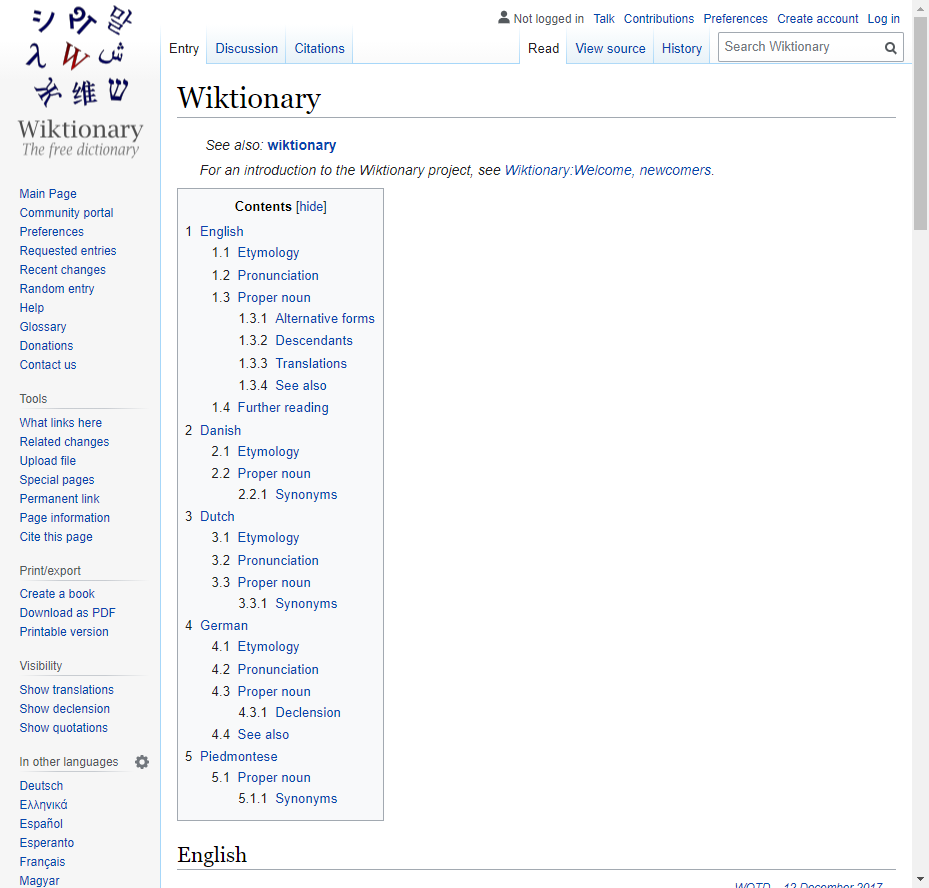 シ
வி
말
λ
W
ش
维
ש
Wiktionary
The free dictionary
Not logged in Talk Contributions Preferences Create account Log in
Entry Discussion Citations Read View source History Search Wiktionary
Wiktionary
See also: wiktionary
For an introduction to the Wiktionary project, see Wiktionary:Welcome, newcomers.
Main Page
Community portal
Preferences
Requested entries
Recent changes
Random entry
Help
Glossary
Donations
Contact us
Tools
What links here
Related changes
Upload file
Special pages
Permanent link
Page information
Cite this page
Print/export
Create a book
Download as PDF
Printable version
Visibility
Show translations
Show declension
Show quotations
In other languages
Deutsch
Ελληνικά
Español
Esperanto
Français
Magyar
Contents [hide]
1 English
1.1 Etymology
1.2 Pronunciation
1.3 Proper noun
1.3.1 Alternative forms
1.3.2 Descendants
1.3.3 Translations
1.3.4 See also
1.4 Further reading
2 Danish
2.1 Etymology
2.2 Proper noun
2.2.1 Synonyms
3 Dutch
3.1 Etymology
3.2 Pronunciation
3.3 Proper noun
3.3.1 Synonyms
4 German
4.1 Etymology
4.2 Pronunciation
4.3 Proper noun
4.3.1 Declension
4.4 See also
5 Piedmontese
5.1 Proper noun
5.1.1 Synonyms
English
WOTD – 12 December 2017